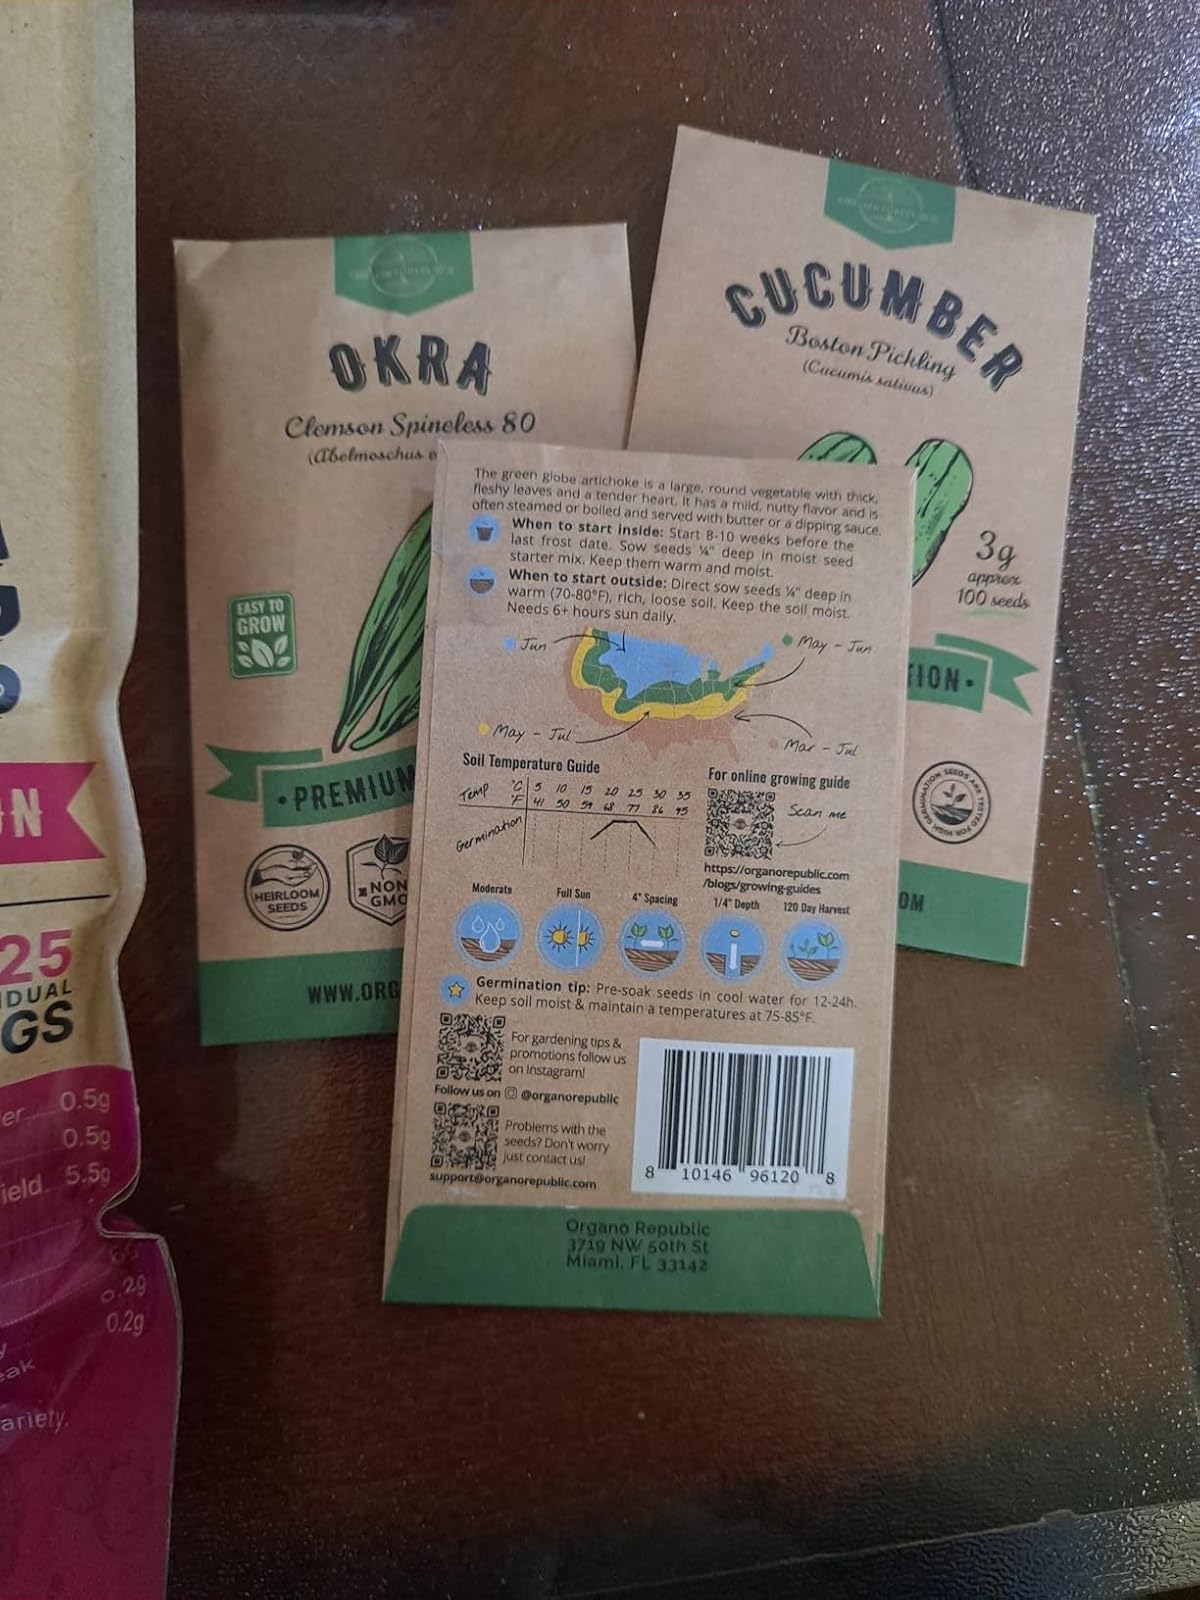 OKRA
Clemson Spineless 80
(Abelmoschus e
EASY TO
GROW
PREMIUM
HEIRLOOM
SEEDS
NON
GMO
WWW.ORG
CUCUMBER
Boston Pickling
(Cucumis sativus)
3g
approx
100 seeds
TION
SEEDS ARE TESTED FOR HIGH GERMINATION
OM
The green globe artichoke is a large, round vegetable with thick,
fleshy leaves and a tender heart. It has a mild, nutty flavor and is
often steamed or boiled and served with butter or a dipping sauce.
When to start inside: Start 8-10 weeks before the
last frost date. Sow seeds ¼" deep in moist seed
starter mix. Keep them warm and moist.
When to start outside: Direct sow seeds ¼" deep in
warm (70-80°F), rich, loose soil. Keep the soil moist.
Needs 6+ hours sun daily.
Jun
May - Jun
May - Jul
Mar - Jul
Soil Temperature Guide
Temp °C 5 10 15 20 25 30 35
°F 41 50 59 68 77 86 95
Germination
For online growing guide
Scan me
https://organorepublic.com
/blogs/growing-guides
Moderate Full Sun 4" Spacing 1/4" Depth 120 Day Harvest
Germination tip: Pre-soak seeds in cool water for 12-24h.
Keep soil moist & maintain a temperatures at 75-85°F.
For gardening tips &
promotions follow us
on Instagram!
Follow us on @organorepublic
Problems with the
seeds? Don't worry
just contact us!
support@organorepublic.com
8 10146 96120 8
Organo Republic
3719 NW 50th St
Miami, FL 33142
N
25
IDUAL
GS
er 0.5g
0.5g
ield 5.5g
0.2g
0.2g
eak
ariety.